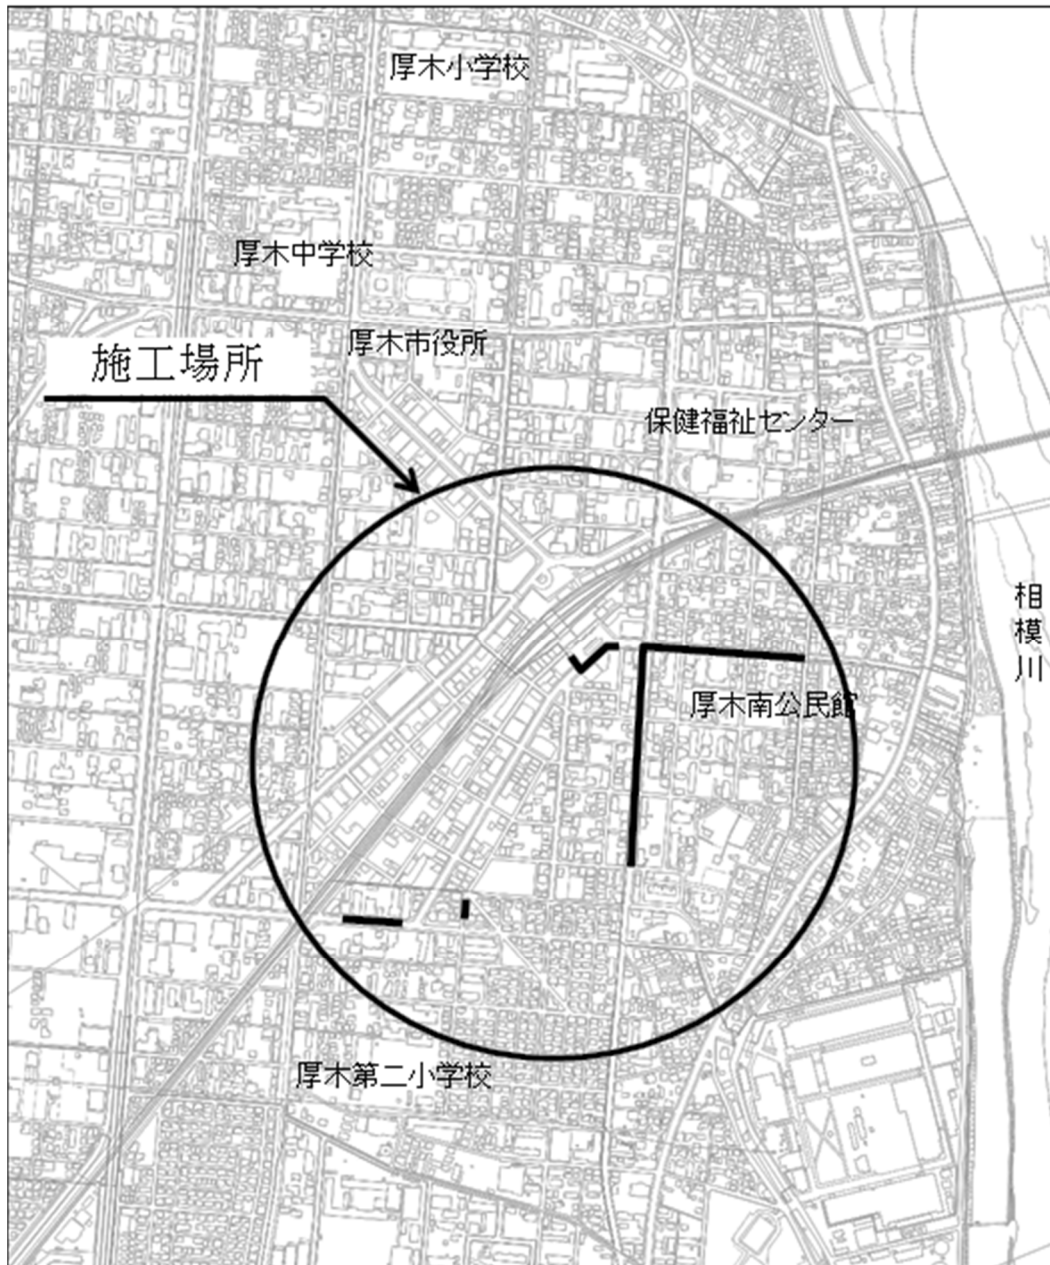 厚木小学校
厚木中学校
厚木市役所
施工場所
保健福祉センター
相模川
厚木南公民館
厚木第二小学校